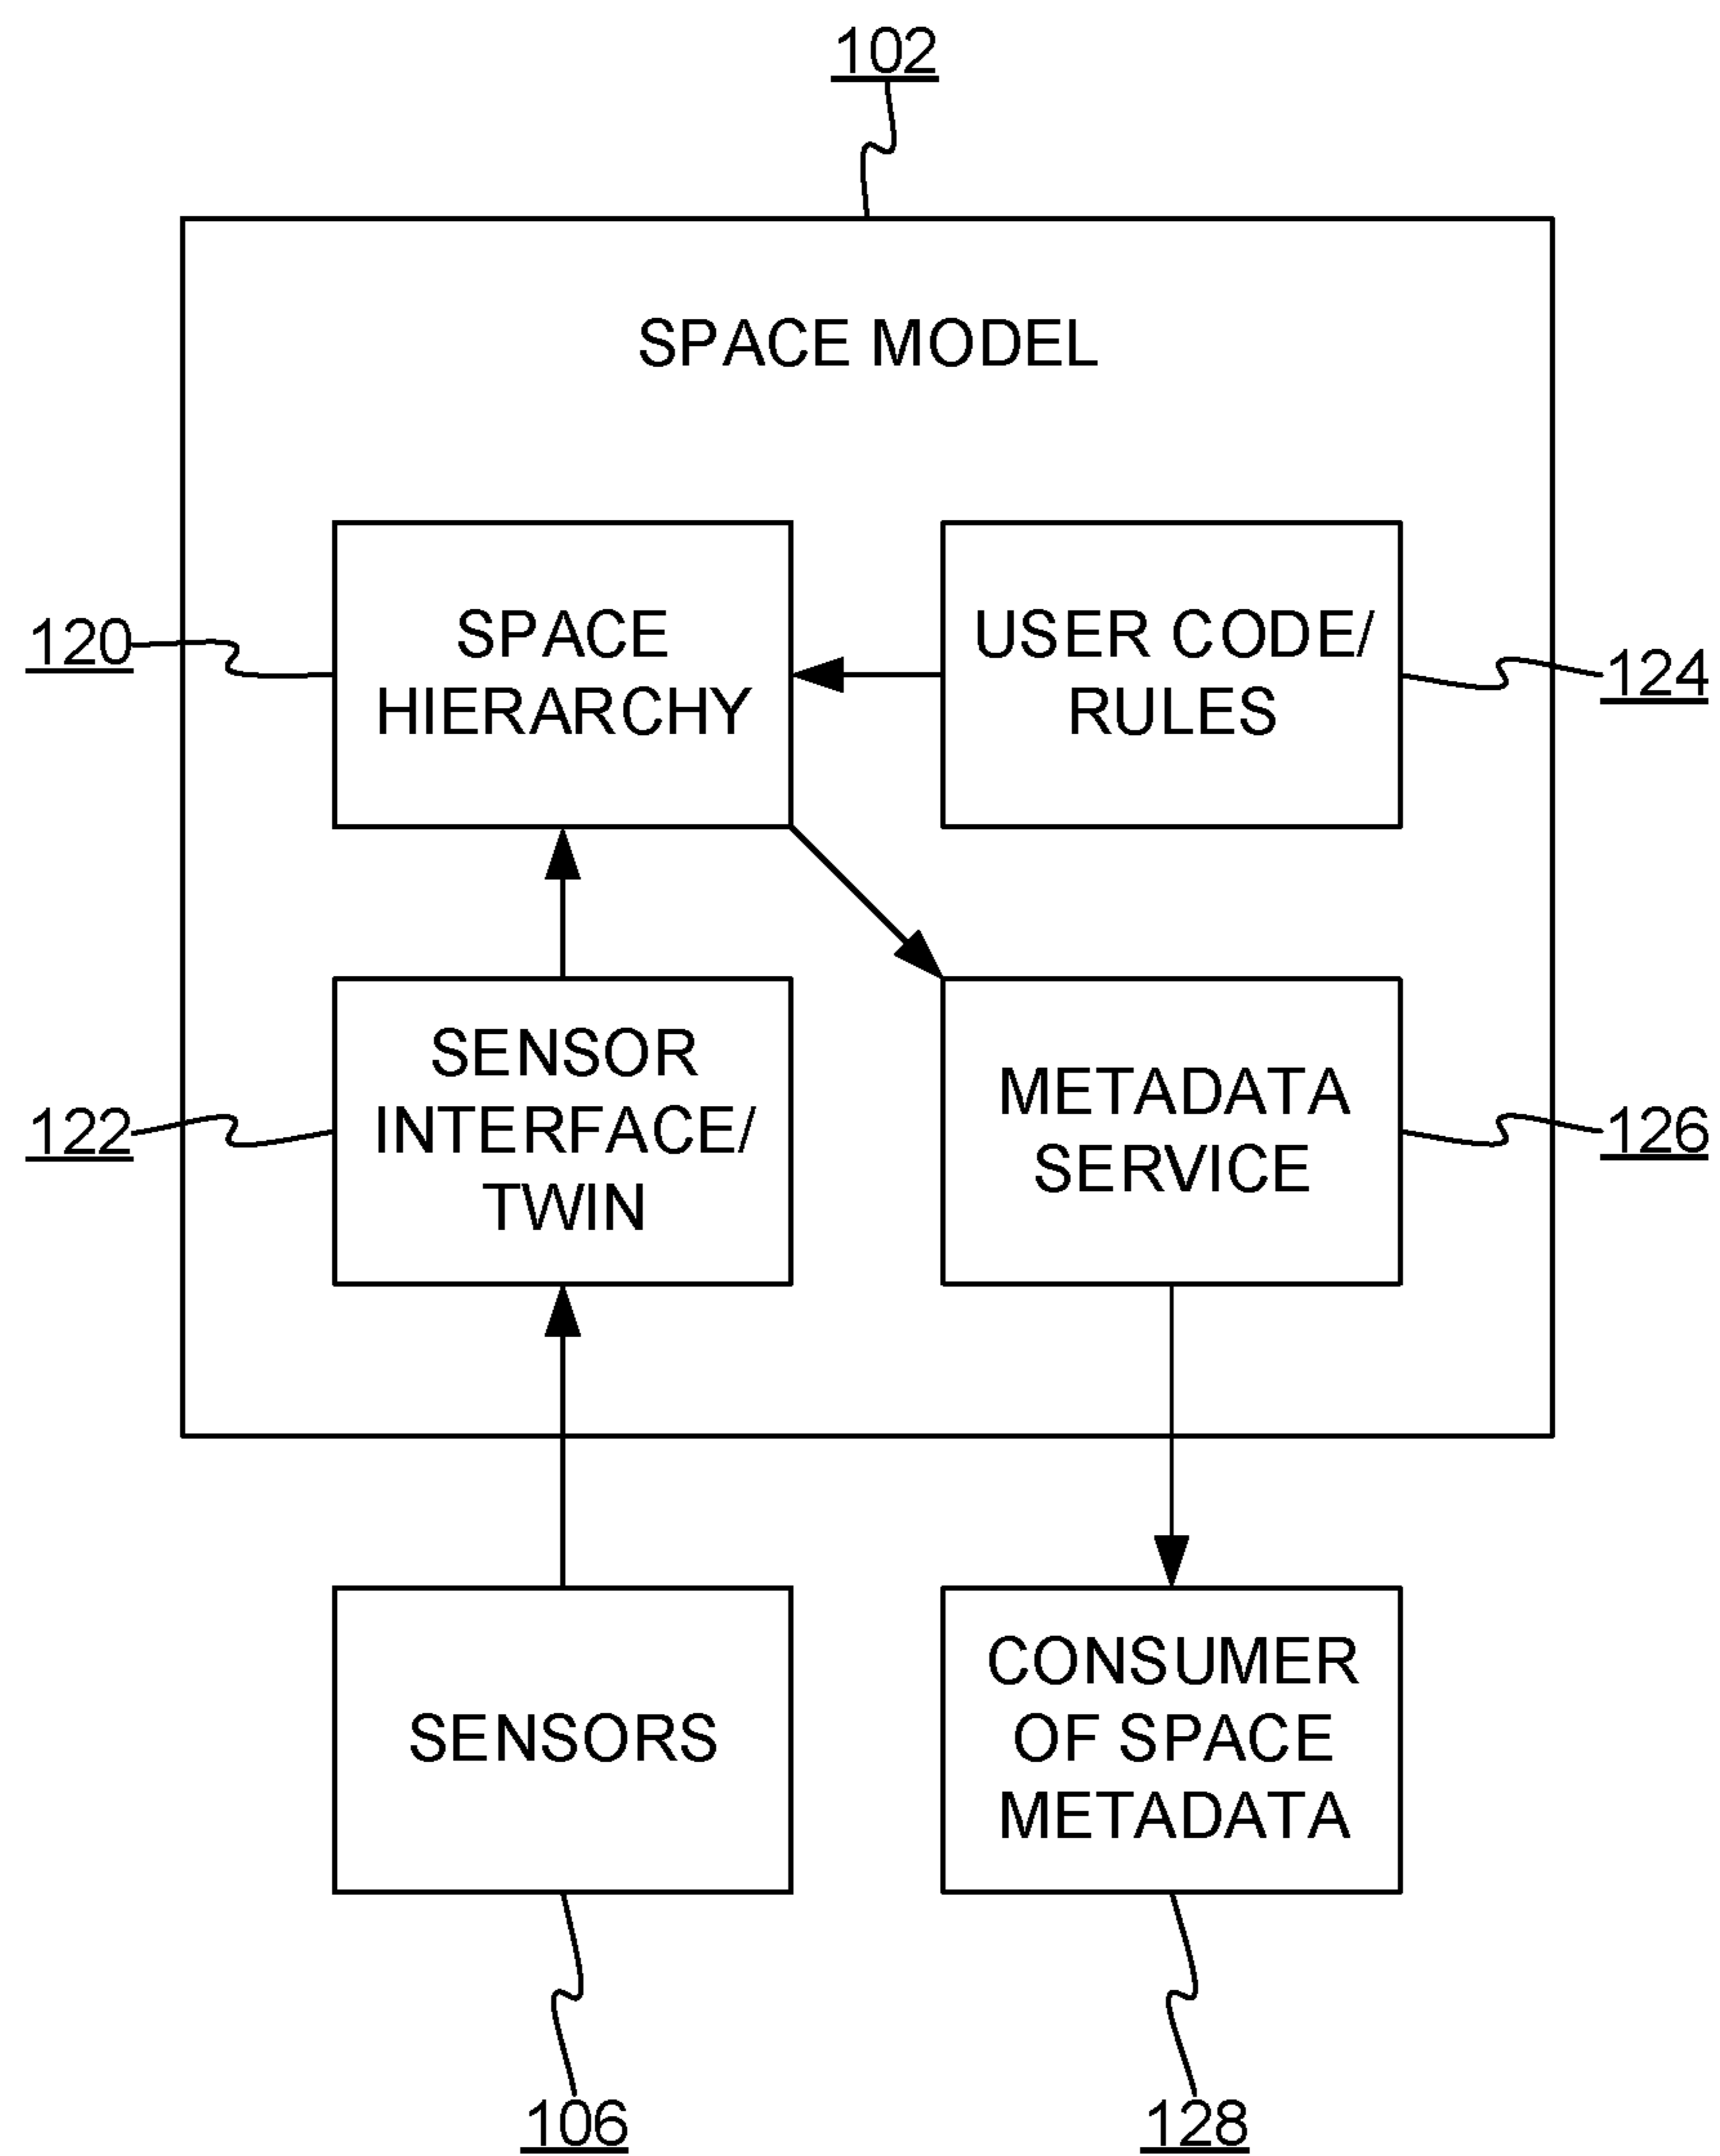 102
SPACE MODEL
120
SPACE
HIERARCHY
USER CODE/
RULES
124
122
SENSOR
INTERFACE/
TWIN
METADATA
SERVICE
126
SENSORS
CONSUMER
OF SPACE
METADATA
106
128